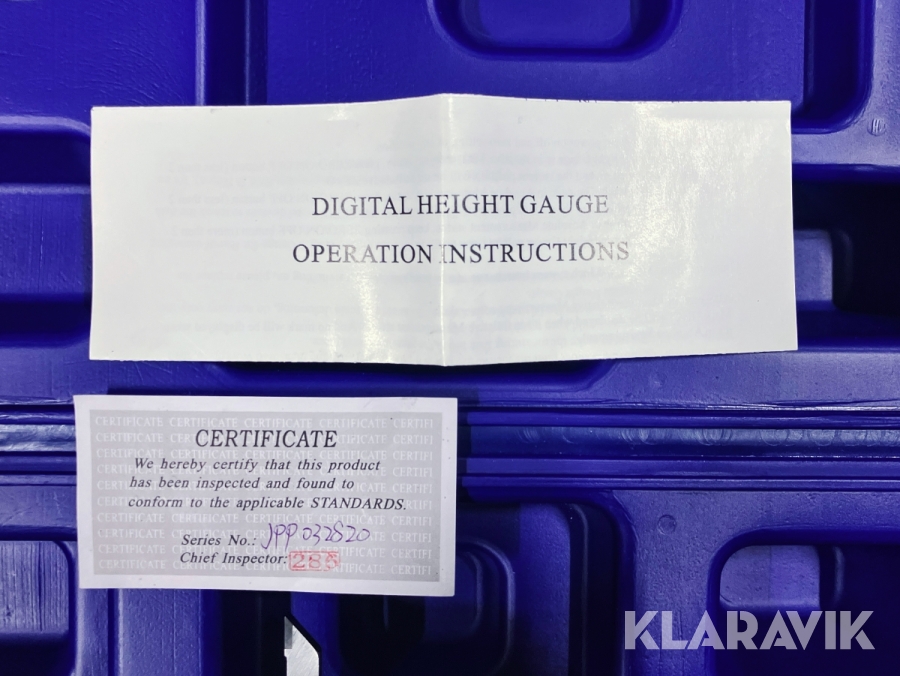 DIGITAL HEIGHT GAUGE
OPERATION INSTRUCTIONS
CERTIFICATE
We hereby certify that this product
has been inspected and found to
conform to the applicable STANDARDS.
Series No.: JPP032820
Chief Inspector: 285
KLARAVIK